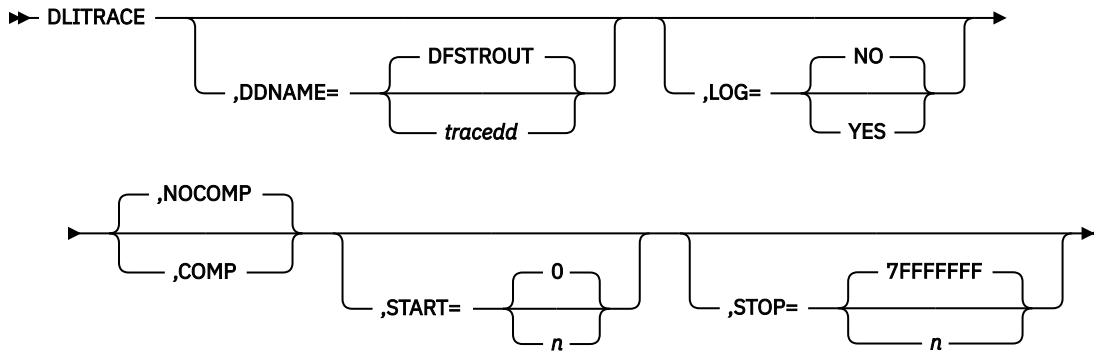 DLITRACE
DFSTROUT
,DDNAME=
tracedd
NO
,LOG=
YES
,NOCOMP
,COMP
0
,START=
n
7FFFFFFF
,STOP=
n